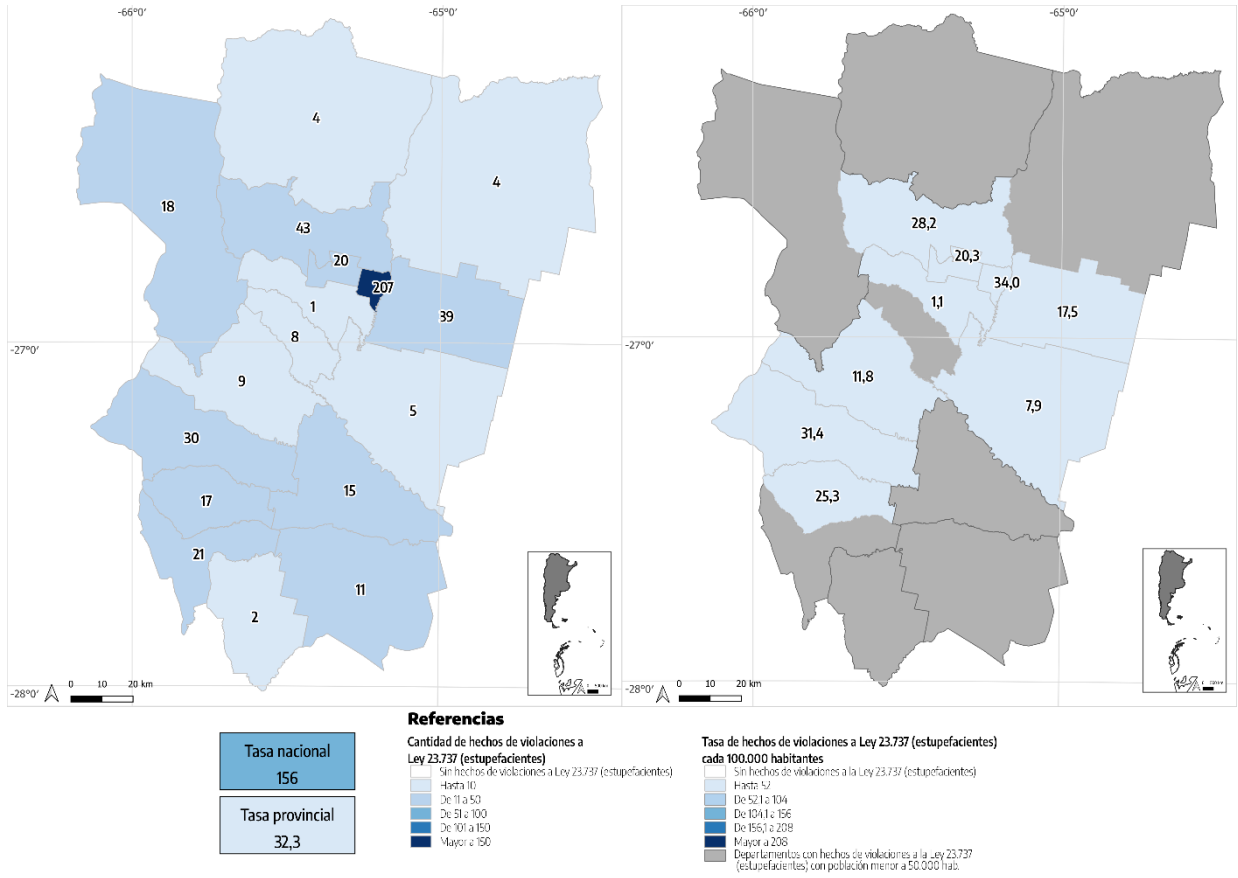 -66°0'
-65°0'
-66°0'
-65°0'
4
4
18
43
20
207
1
39
8
-27°0'
9
5
30
15
17
21
11
2
-28°0'
0 10 20 km
28,2
20,3
34,0
1,1
17,5
-27°0'
11,8
7,9
31,4
25,3
-28°0'
0 10 20 km
Tasa nacional
156
Tasa provincial
32,3
Referencias
Cantidad de hechos de violaciones a
Ley 23.737 (estupefacientes)
Sin hechos de violaciones a Ley 23.737 (estupefacientes)
Hasta 10
De 11 a 50
De 51 a 100
De 101 a 150
Mayor a 150
Tasa de hechos de violaciones a Ley 23.737 (estupefacientes)
cada 100.000 habitantes
Sin hechos de violaciones a la Ley 23.737 (estupefacientes)
Hasta 52
De 52,1 a 104
De 104,1 a 156
De 156,1 a 208
Mayor a 208
Departamentos con hechos de violaciones a la Ley 23.737
(estupefacientes) con población menor a 50.000 hab.